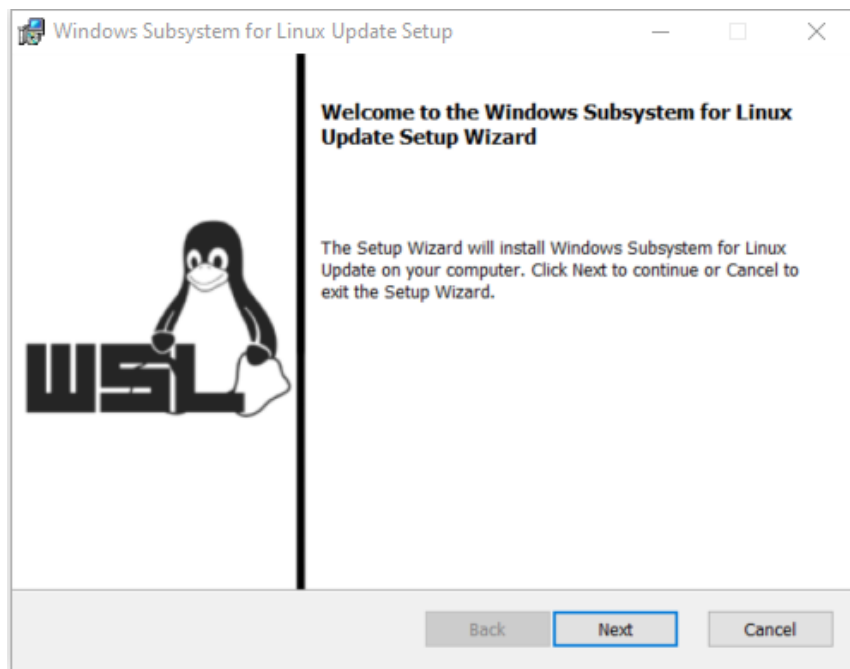 Windows Subsystem for Linux Update Setup
Welcome to the Windows Subsystem for Linux
Update Setup Wizard
The Setup Wizard will install Windows Subsystem for Linux
Update on your computer. Click Next to continue or Cancel to
exit the Setup Wizard.
WSL
Back
Next
Cancel